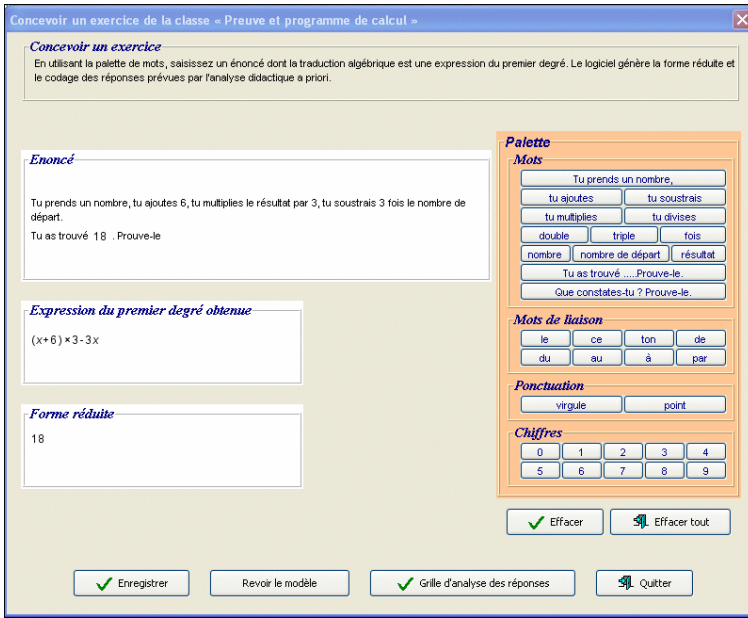 Concevoir un exercice de la classe « Preuve et programme de calcul »
Concevoir un exercice
En utilisant la palette de mots, saisissez un énoncé dont la traduction algébrique est une expression du premier degré. Le logiciel génère la forme réduite et
le codage des réponses prévues par l'analyse didactique a priori.
Enoncé
Tu prends un nombre, tu ajoutes 6, tu multiplies le résultat par 3, tu soustrais 3 fois le nombre de
départ.
Tu as trouvé 18 . Prouve-le
Expression du premier degré obtenue
(x+6)×3-3x
Forme réduite
18
Palette
Mots
Tu prends un nombre,
tu ajoutes tu soustrais
tu multiplies tu divises
double triple fois
nombre nombre de départ résultat
Tu as trouvé .....Prouve-le.
Que constates-tu ? Prouve-le.
Mots de liaison
le ce ton de
du au à par
Ponctuation
virgule point
Chiffres
0 1 2 3 4
5 6 7 8 9
Effacer Effacer tout
Enregistrer Revoir le modèle Grille d'analyse des réponses Quitter